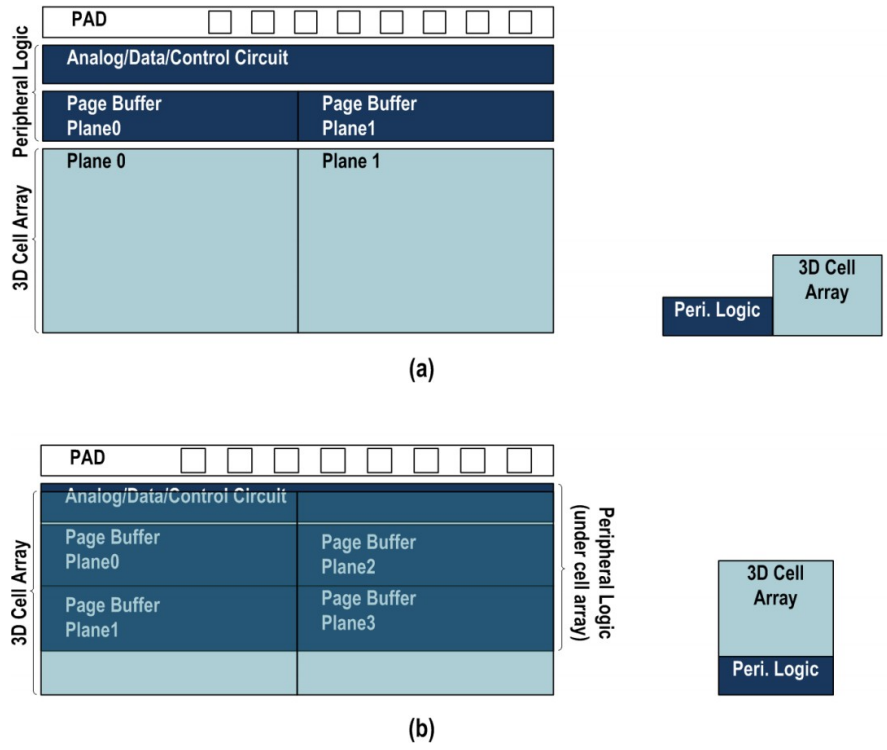 PAD
Peripheral Logic
Analog/Data/Control Circuit
Page Buffer
Plane0
Page Buffer
Plane1
3D Cell Array
Plane 0
Plane 1
3D Cell
Array
Peri. Logic
(a)
PAD
3D Cell Array
Analog/Data/Control Circuit
Page Buffer
Plane0
Page Buffer
Plane2
Page Buffer
Plane1
Page Buffer
Plane3
Peripheral Logic
(under cell array)
3D Cell
Array
Peri. Logic
(b)